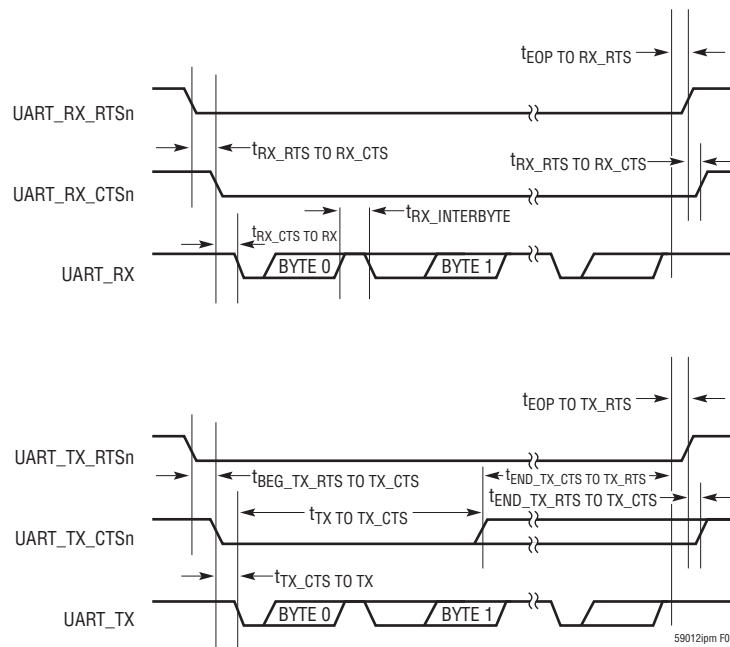 tEOP TO RX_RTS
UART_RX_RTSn
tRX_RTS TO RX_CTS
tRX_RTS TO RX_CTS
UART_RX_CTSn
tRX_INTERBYTE
tRX_CTS TO RX
UART_RX
BYTE 0
BYTE 1
tEOP TO TX_RTS
UART_TX_RTSn
tBEG_TX_RTS TO TX_CTS
tEND_TX_CTS TO TX_RTS
tEND_TX_RTS TO TX_CTS
tTX TO TX_CTS
UART_TX_CTSn
tTX_CTS TO TX
UART_TX
BYTE 0
BYTE 1
59012ipm F0